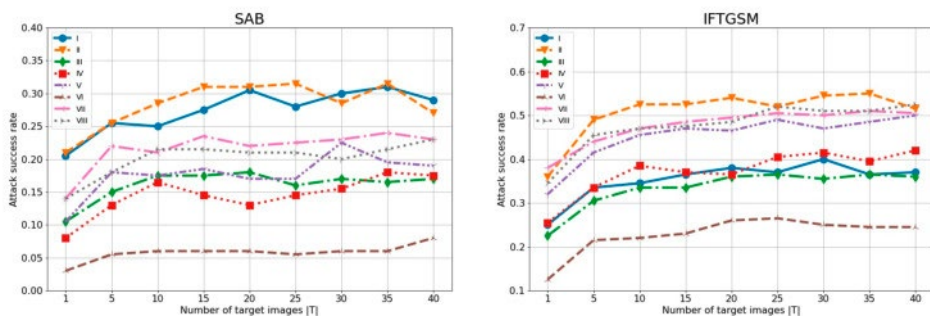 SAB
0.40
0.35
0.30
0.25
0.20
0.15
0.10
0.05
0.00
Attack success rate
I
II
III
IV
V
VI
VII
VIII
1 5 10 15 20 25 30 35 40
Number of target images |T|
IFTGSM
0.7
0.6
0.5
0.4
0.3
0.2
0.1
Attack success rate
I
II
III
IV
V
VI
VII
VIII
1 5 10 15 20 25 30 35 40
Number of target images |T|